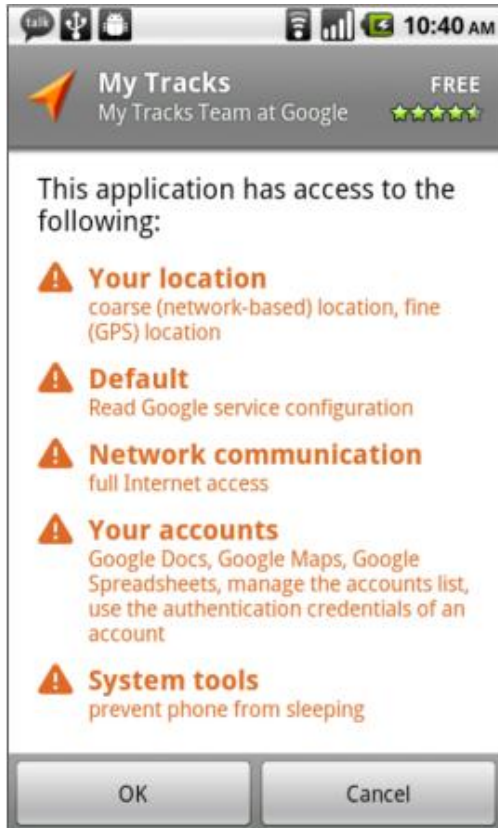 talk 10:40 AM
My Tracks FREE
My Tracks Team at Google
This application has access to the
following:
Your location
coarse (network-based) location, fine
(GPS) location
Default
Read Google service configuration
Network communication
full Internet access
Your accounts
Google Docs, Google Maps, Google
Spreadsheets, manage the accounts list,
use the authentication credentials of an
account
System tools
prevent phone from sleeping
OK Cancel